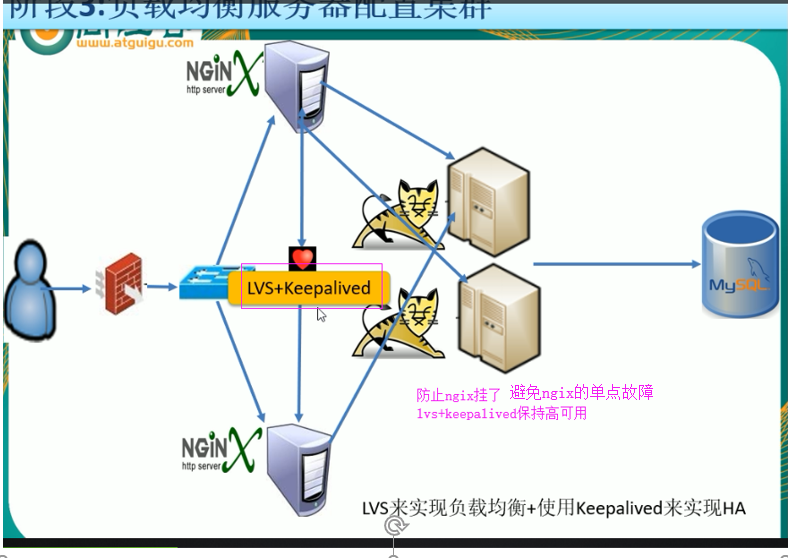 阶段3:负载均衡服务器配置集群
www.atguigu.com
NGiNX
http server
LVS+Keepalived
MySQL
防止ngix挂了 避免ngix的单点故障
lvs+keepalived保持高可用
NGiNX
http server
LVS来实现负载均衡+使用Keepalived来实现HA